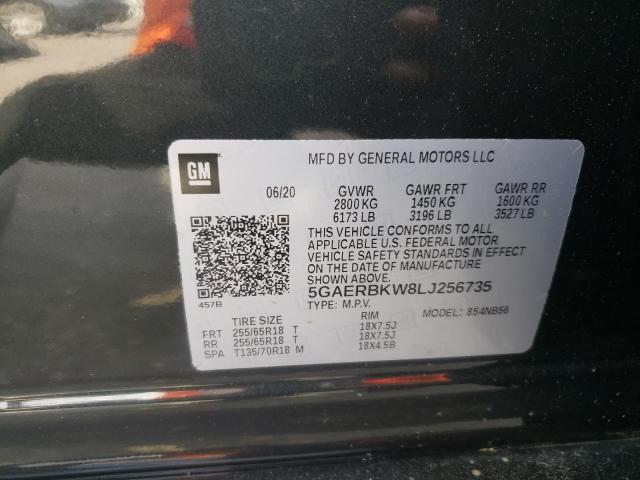 GM
MFD BY GENERAL MOTORS LLC
06/20 GVWR GAWR FRT GAWR RR
2800 KG 1450 KG 1600 KG
6173 LB 3196 LB 3527 LB
THIS VEHICLE CONFORMS TO ALL
APPLICABLE U.S. FEDERAL MOTOR
VEHICLE SAFETY STANDARDS IN EFFECT
ON THE DATE OF MANUFACTURE
5GAERBKW8LJ256735
457B
TYPE: M.P.V. MODEL: 854NB56
TIRE SIZE RIM
FRT 255/65R18 T 18X7.5J
RR 255/65R18 T 18X7.5J
SPA T135/70R18 M 18X4.5B